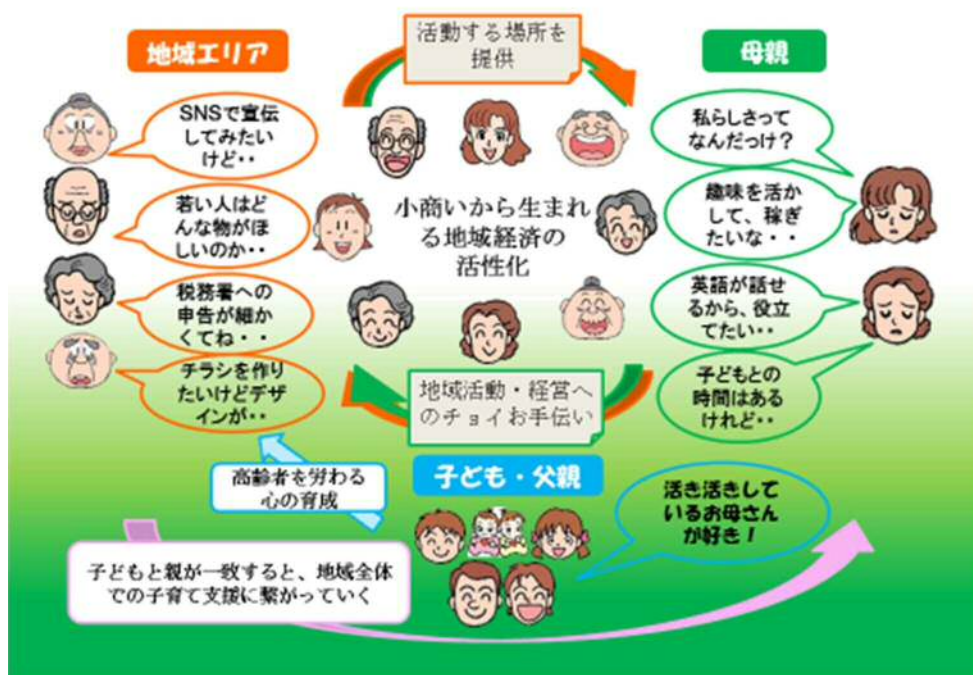 活動する場所を
提供
地域エリア
母親
SNSで宣伝
してみたい
けど‥
若い人はど
んな物がほ
しいのか‥
税務署への
申告が細か
くてね・・
チラシを作り
たいけどデザ
インが‥
小商いから生まれ
る地域経済の
活性化
私らしさって
なんだっけ？
趣味を活か
して、稼ぎ
たいな・・
英語が話せ
るから、役立
てたい‥
子どもとの
時間はある
けれど‥
地域活動・経営へ
のチョイお手伝い
高齢者を労わる
心の育成
子ども・父親
活き活きして
いるお母さん
が好き！
子どもと親が一致すると、地域全体
での子育て支援に繋がっていく